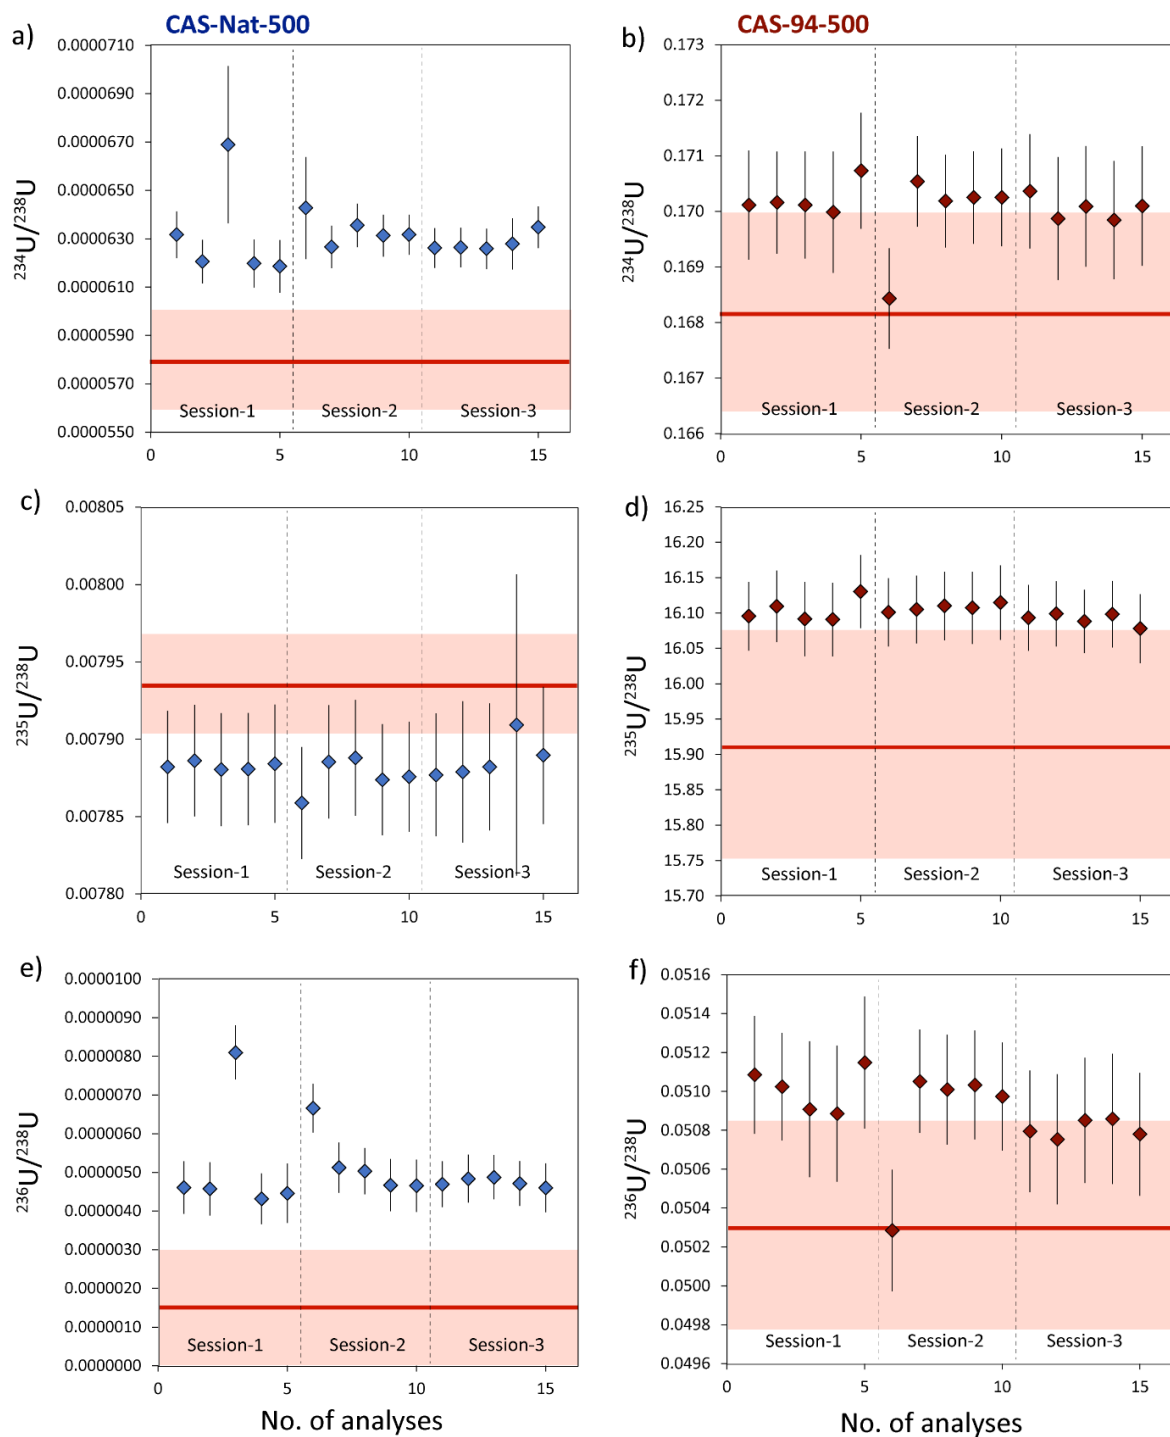 CAS-Nat-500
CAS-94-500
a)
0.0000710
0.0000690
0.0000670
0.0000650
0.0000630
0.0000610
0.0000590
0.0000570
0.0000550
²³⁴U/²³⁸U
Session-1 Session-2 Session-3
0 5 10 15
b)
0.173
0.172
0.171
0.170
0.169
0.168
0.167
0.166
²³⁴U/²³⁸U
Session-1 Session-2 Session-3
0 5 10 15
c)
0.00805
0.00800
0.00795
0.00790
0.00785
0.00780
²³⁵U/²³⁸U
Session-1 Session-2 Session-3
0 5 10 15
d)
16.25
16.20
16.15
16.10
16.05
16.00
15.95
15.90
15.85
15.80
15.75
15.70
²³⁵U/²³⁸U
Session-1 Session-2 Session-3
0 5 10 15
e)
0.0000100
0.0000090
0.0000080
0.0000070
0.0000060
0.0000050
0.0000040
0.0000030
0.0000020
0.0000010
0.0000000
²³⁶U/²³⁸U
Session-1 Session-2 Session-3
0 5 10 15
No. of analyses
f)
0.0516
0.0514
0.0512
0.0510
0.0508
0.0506
0.0504
0.0502
0.0500
0.0498
0.0496
²³⁶U/²³⁸U
Session-1 Session-2 Session-3
0 5 10 15
No. of analyses